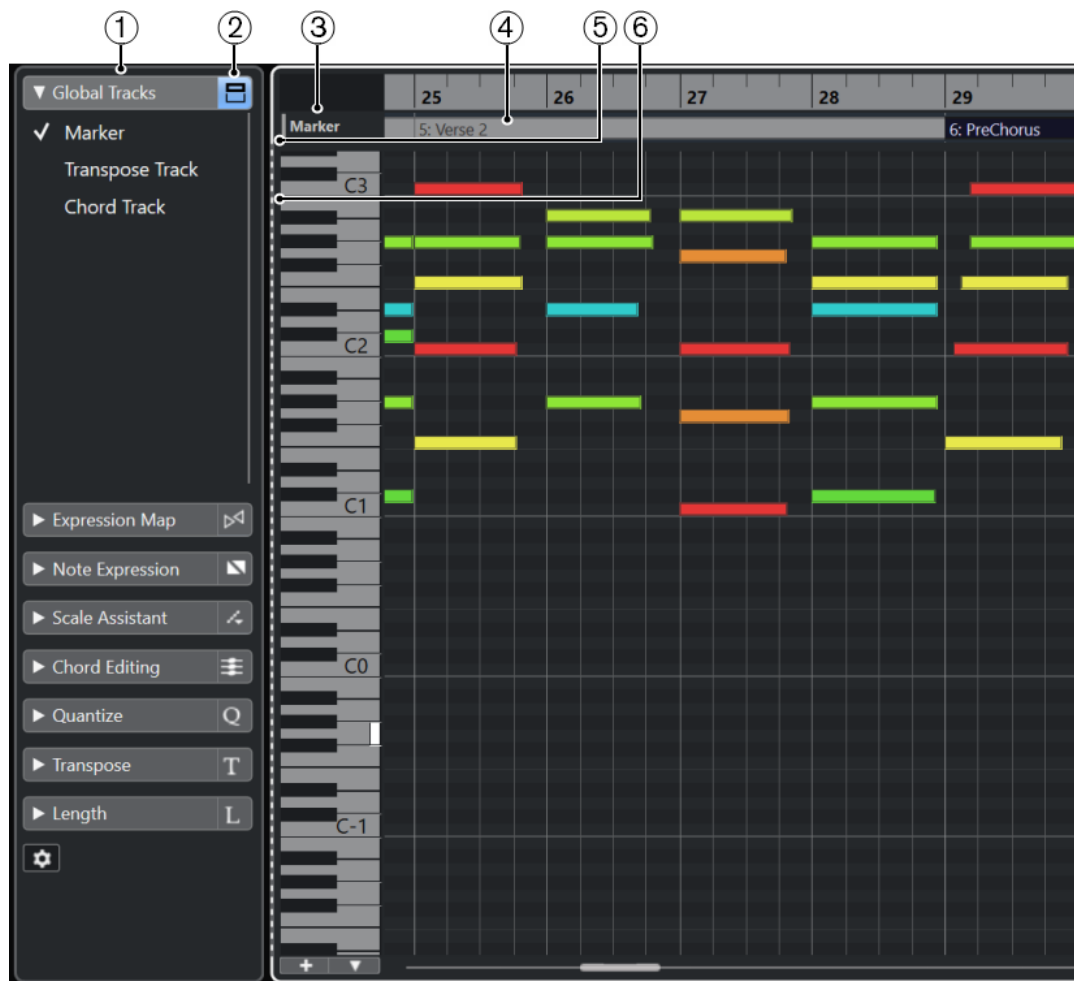 1 2 3 4 5 6
Global Tracks
Marker
Transpose Track
Chord Track
Expression Map
Note Expression
Scale Assistant
Chord Editing
Quantize Q
Transpose T
Length L
25 26 27 28 29
Marker 5: Verse 2 6: PreChorus
C3
C2
C1
C0
C-1